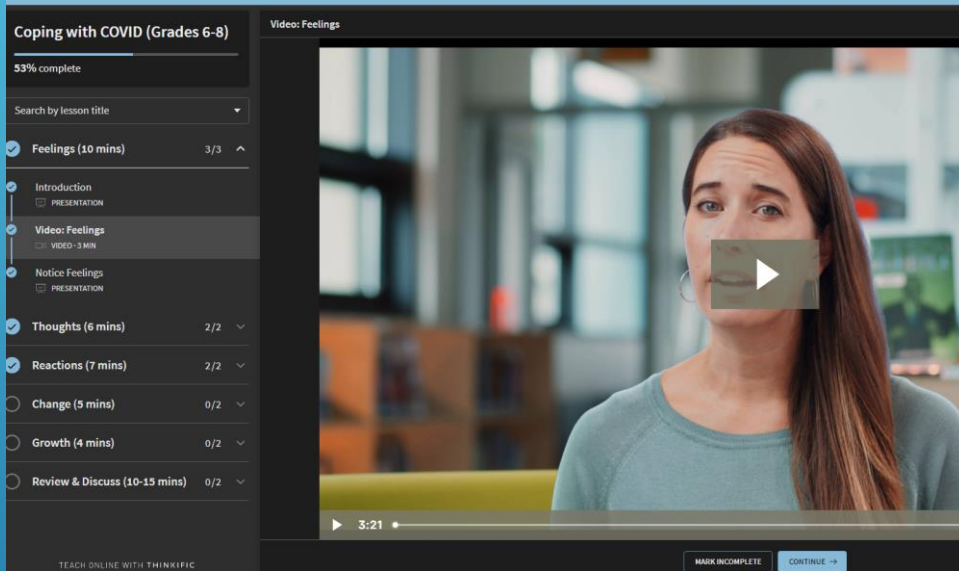 Coping with COVID (Grades 6-8)
53% complete
Search by lesson title
Feelings (10 mins) 3/3
Introduction
PRESENTATION
Video: Feelings
VIDEO - 3 MIN
Notice Feelings
PRESENTATION
Thoughts (6 mins) 2/2
Reactions (7 mins) 2/2
Change (5 mins) 0/2
Growth (4 mins) 0/2
Review & Discuss (10-15 mins) 0/2
TEACH ONLINE WITH THINKIFIC
Video: Feelings
3:21
MARK INCOMPLETE
CONTINUE →